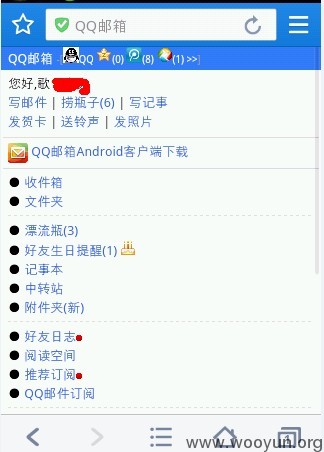 QQ邮箱
QQ邮箱 -[QQ (0) (8) (1) >>]
您好,歌
写邮件 | 捞瓶子(6) | 写记事
发贺卡 | 送铃声 | 发照片
QQ邮箱Android客户端下载
● 收件箱
● 文件夹
● 漂流瓶(3)
● 好友生日提醒(1)
● 记事本
● 中转站
● 附件夹(新)
● 好友日志
● 阅读空间
● 推荐订阅
● QQ邮件订阅
1
www.wooyun.org